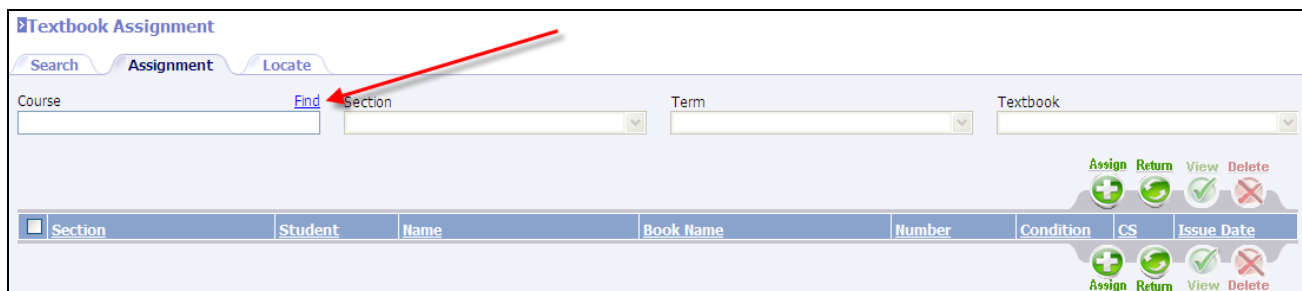 Textbook Assignment
Search Assignment Locate
Course Find Section Term Textbook
Assign Return View Delete
Section Student Name Book Name Number Condition CS Issue Date
Assign Return View Delete